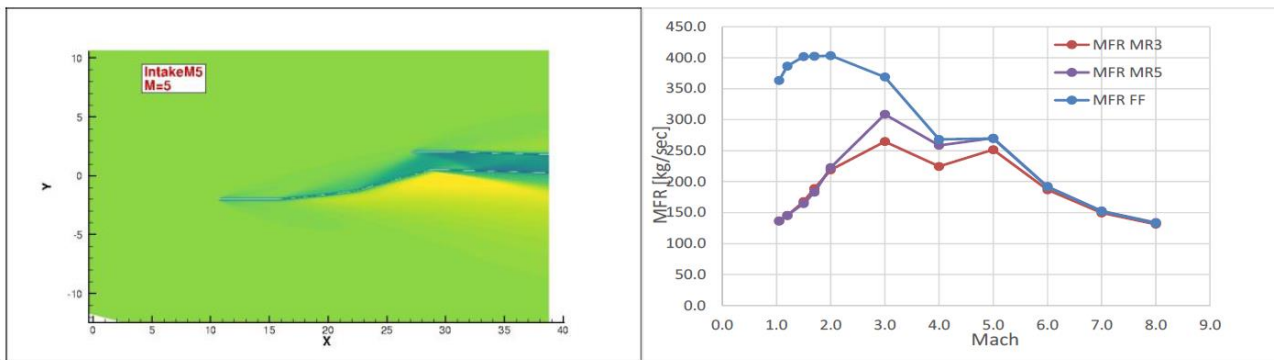 10
5
0
-5
-10
Y
IntakeM5
M=5
0 5 10 15 20 25 30 35 40
X
450.0
400.0
350.0
300.0
250.0
200.0
150.0
100.0
50.0
0.0
MFR [kg/sec]
MFR MR3
MFR MR5
MFR FF
0.0 1.0 2.0 3.0 4.0 5.0 6.0 7.0 8.0 9.0
Mach